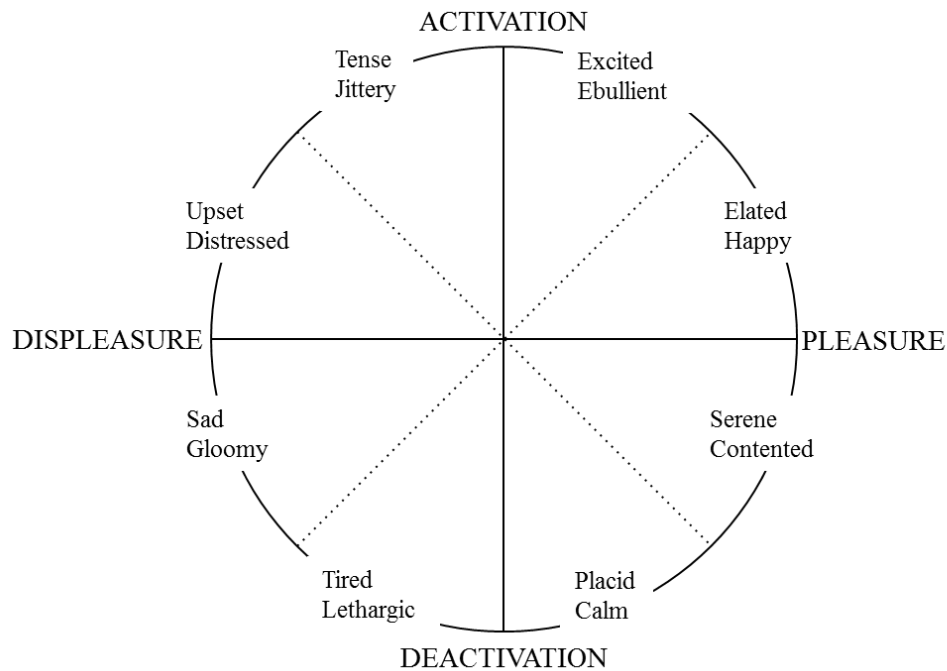 ACTIVATION
Tense
Jittery
Excited
Ebullient
Upset
Distressed
Elated
Happy
DISPLEASURE
PLEASURE
Sad
Gloomy
Serene
Contented
Tired
Lethargic
Placid
Calm
DEACTIVATION